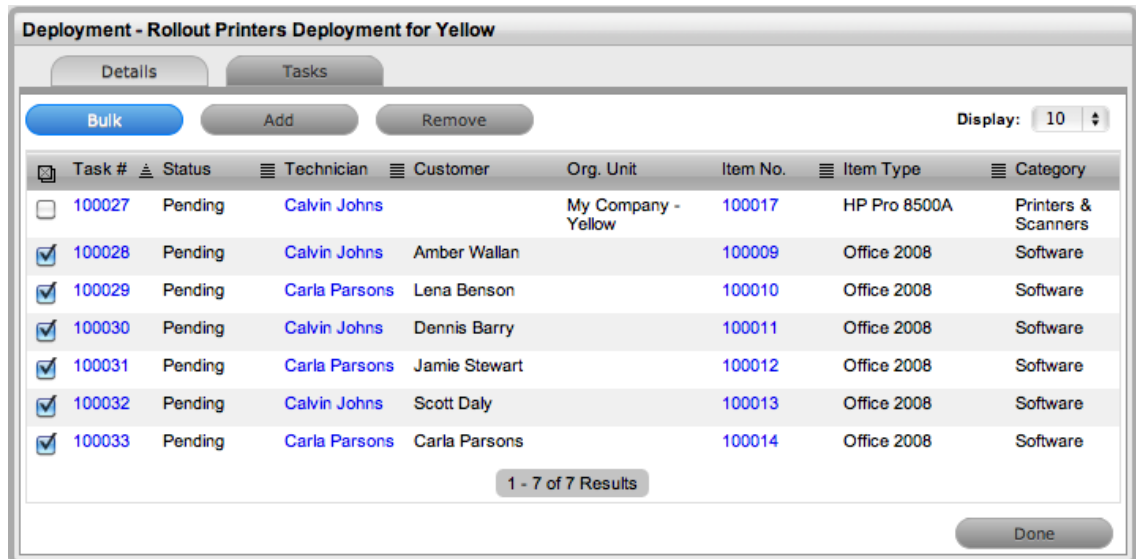 Deployment - Rollout Printers Deployment for Yellow
Details Tasks
Bulk Add Remove Display: 10
Task # Status Technician Customer Org. Unit Item No. Item Type Category
100027 Pending Calvin Johns My Company - 100017 HP Pro 8500A Printers &
Yellow Scanners
100028 Pending Calvin Johns Amber Wallan 100009 Office 2008 Software
100029 Pending Carla Parsons Lena Benson 100010 Office 2008 Software
100030 Pending Calvin Johns Dennis Barry 100011 Office 2008 Software
100031 Pending Carla Parsons Jamie Stewart 100012 Office 2008 Software
100032 Pending Calvin Johns Scott Daly 100013 Office 2008 Software
100033 Pending Carla Parsons Carla Parsons 100014 Office 2008 Software
1 - 7 of 7 Results
Done